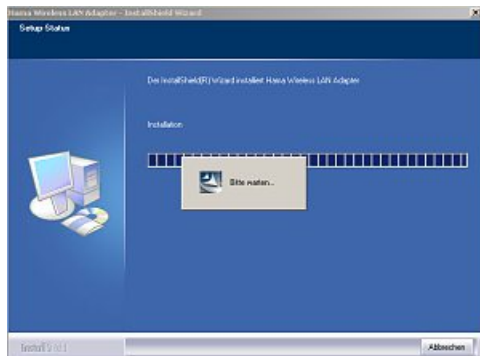 Hama Wireless LAN Adapter - InstallShield Wizard
Setup Status
Der InstallShield(R) Wizard installiert Hama Wireless LAN Adapter
Installation
Bitte warten...
InstallShield
Abbrechen